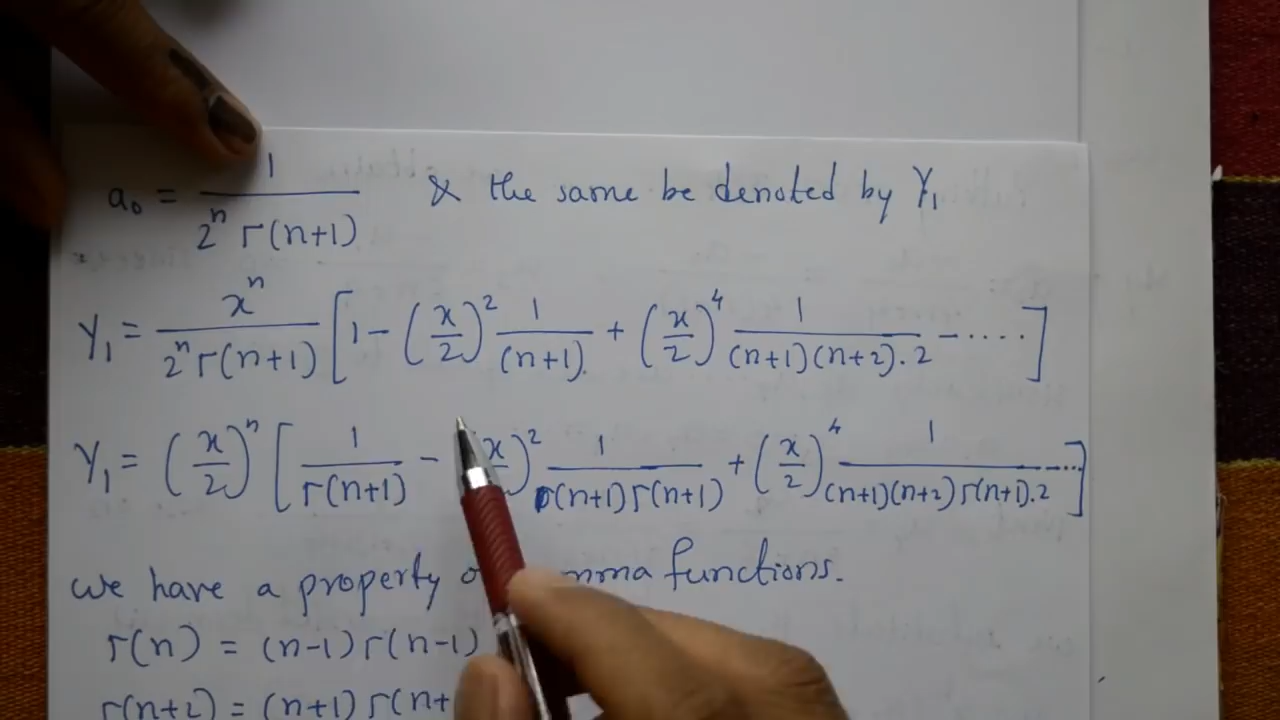 a₀ = 1 / (2ⁿ Γ(n+1)) & the same be denoted by Y₁
Y₁ = xⁿ / (2ⁿ Γ(n+1)) [1 - (x/2)² 1/(n+1) + (x/2)⁴ 1/((n+1)(n+2).2) - ....]
Y₁ = (x/2)ⁿ [1/Γ(n+1) - x/ )² 1/((n+1)Γ(n+1)) + (x/2)⁴ 1/((n+1)(n+2)Γ(n+1).2) ....]
we have a property functions.
Γ(n) = (n-1)Γ(n-1)
Γ(n+2) = (n+1)Γ(n+